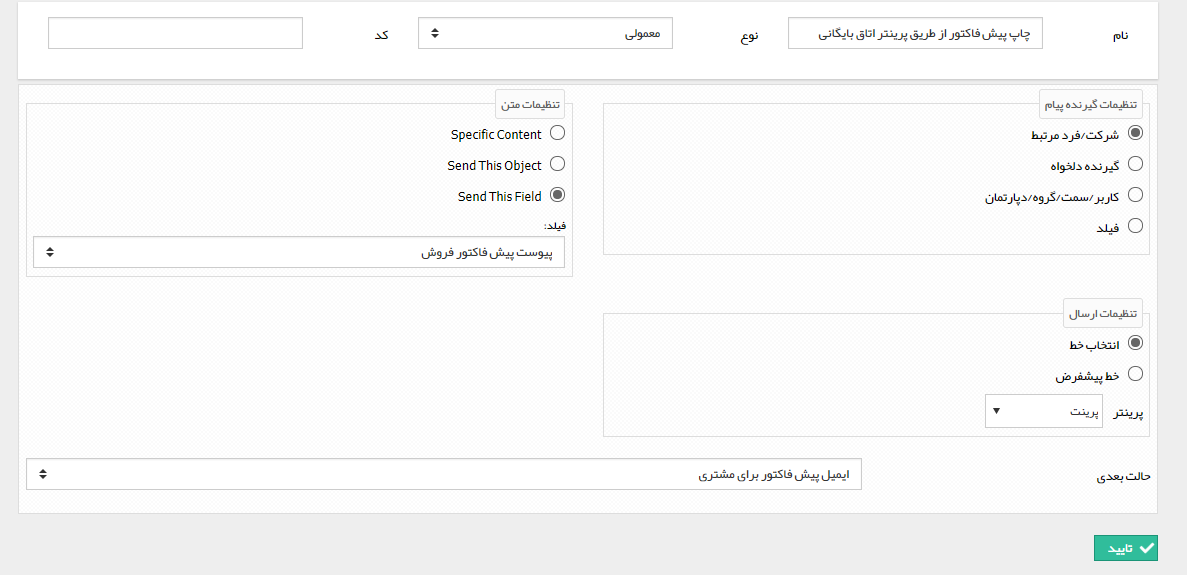 نام
چاپ پیش فاکتور از طریق پرینتر اتاق بایگانی
نوع
معمولی
کد
تنظیمات گیرنده پیام
شرکت/فرد مرتبط
گیرنده دلخواه
کاربر/سمت/گروه/دپارتمان
فیلد
تنظیمات متن
Specific Content
Send This Object
Send This Field
فیلد:
پیوست پیش فاکتور فروش
تنظیمات ارسال
انتخاب خط
خط پیشفرض
پرینتر
پرینت
حالت بعدی
ایمیل پیش فاکتور برای مشتری
تایید